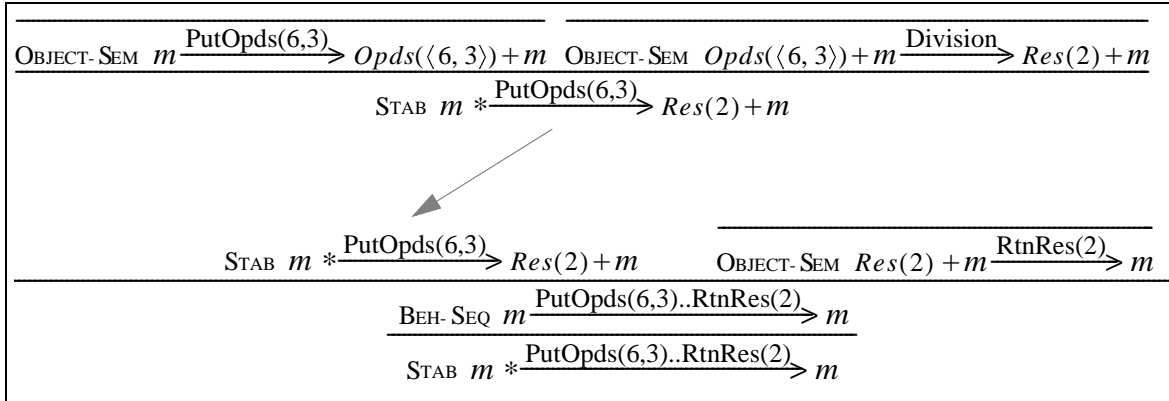 OBJECT-SEM m PutOpds(6,3) Opds(⟨6, 3⟩)+m OBJECT-SEM Opds(⟨6, 3⟩)+m Division Res(2)+m
STAB m * PutOpds(6,3) Res(2)+m
STAB m * PutOpds(6,3) Res(2)+m OBJECT-SEM Res(2)+m RtnRes(2) m
BEH-SEQ m PutOpds(6,3)..RtnRes(2) m
STAB m * PutOpds(6,3)..RtnRes(2) m